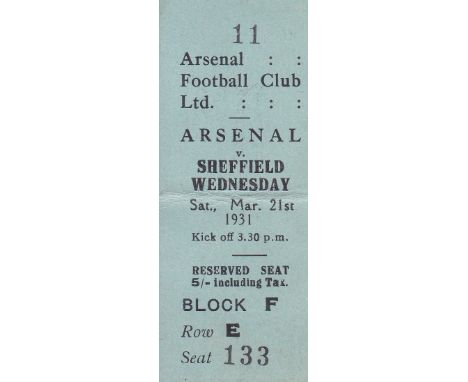 11
Arsenal : :
Football Club
Ltd. : : :
ARSENAL
v.
SHEFFIELD
WEDNESDAY
Sat., Mar. 21st
1931
Kick off 3.30 p.m.
RESERVED SEAT
5/- including Tax.
BLOCK F
Row E
Seat 133